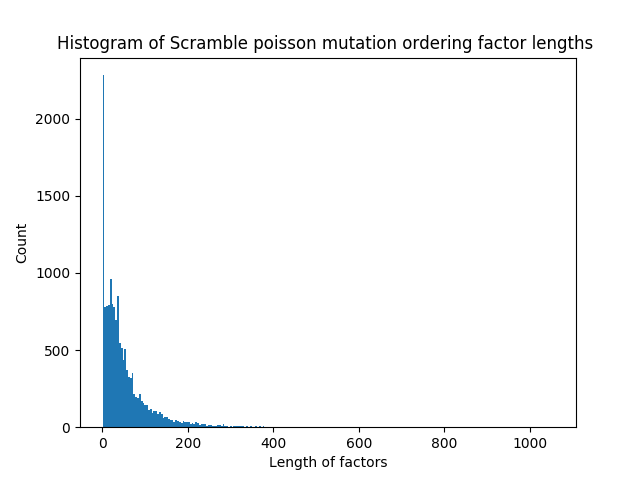 Histogram of Scramble poisson mutation ordering factor lengths
2000
1500
1000
500
0
Count
0 200 400 600 800 1000
Length of factors